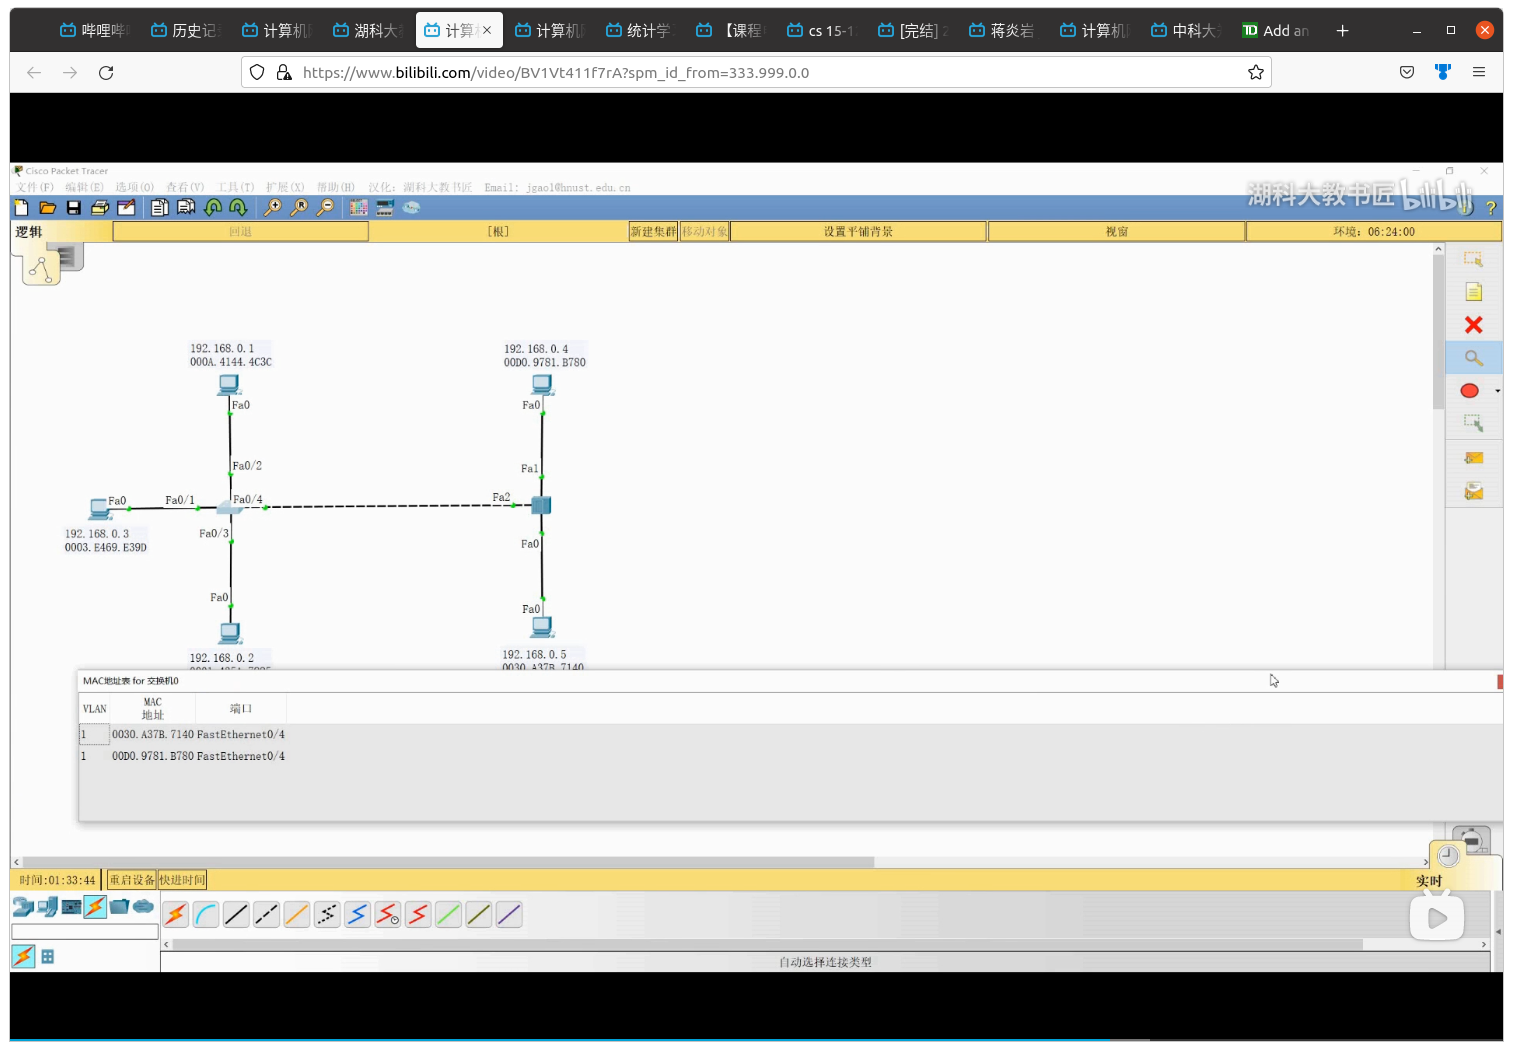 哔哩哔
历史记
计算机
湖科大
计算
计算机
统计学
【课程
cs 15-1
[完结] 2
蒋炎岩
计算机
中科大
Add an
https://www.bilibili.com/video/BV1Vt411f7rA?spm_id_from=333.999.0.0
Cisco Packet Tracer
文件(F) 编辑(E) 选项(O) 查看(V) 工具(T) 扩展(X) 帮助(H) 汉化: 湖科大教书匠 Email: jgaol@hnust.edu.cn
湖科大教书匠 bilibili
逻辑
回退
[根]
新建集群
移动对象
设置平铺背景
视窗
环境: 06:24:00
192.168.0.1
000A.4144.4C3C
192.168.0.4
00D0.9781.B780
Fa0
Fa0
Fa0/2
Fa1
Fa0
Fa0/1
Fa0/4
Fa2
192.168.0.3
0003.E469.E39D
Fa0/3
Fa0
Fa0
Fa0
192.168.0.2
192.168.0.5
0030.A37B.7140
MAC地址表 for 交换机0
VLAN
MAC
地址
端口
1 0030.A37B.7140 FastEthernet0/4
1 00D0.9781.B780 FastEthernet0/4
时间:01:33:44
重启设备
快进时间
实时
自动选择连接类型